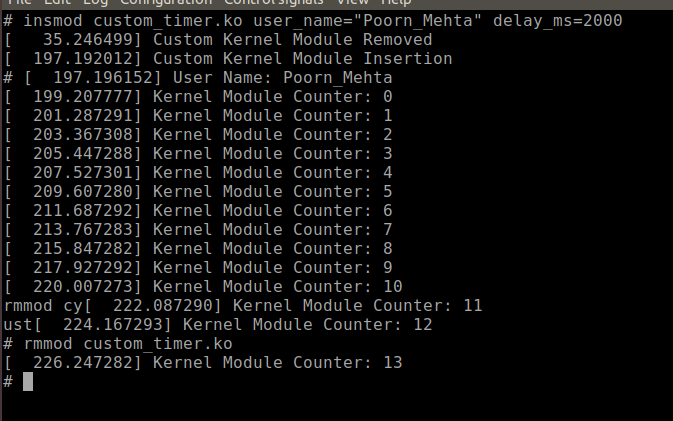 File Edit Log Configuration Control signals View Help
# insmod custom_timer.ko user_name="Poorn_Mehta" delay_ms=2000
[   35.246499] Custom Kernel Module Removed
[  197.192012] Custom Kernel Module Insertion
# [  197.196152] User Name: Poorn_Mehta
[  199.207777] Kernel Module Counter: 0
[  201.287291] Kernel Module Counter: 1
[  203.367308] Kernel Module Counter: 2
[  205.447288] Kernel Module Counter: 3
[  207.527301] Kernel Module Counter: 4
[  209.607280] Kernel Module Counter: 5
[  211.687292] Kernel Module Counter: 6
[  213.767283] Kernel Module Counter: 7
[  215.847282] Kernel Module Counter: 8
[  217.927292] Kernel Module Counter: 9
[  220.007273] Kernel Module Counter: 10
rmmod cy[  222.087290] Kernel Module Counter: 11
ust[  224.167293] Kernel Module Counter: 12
# rmmod custom_timer.ko
[  226.247282] Kernel Module Counter: 13
#